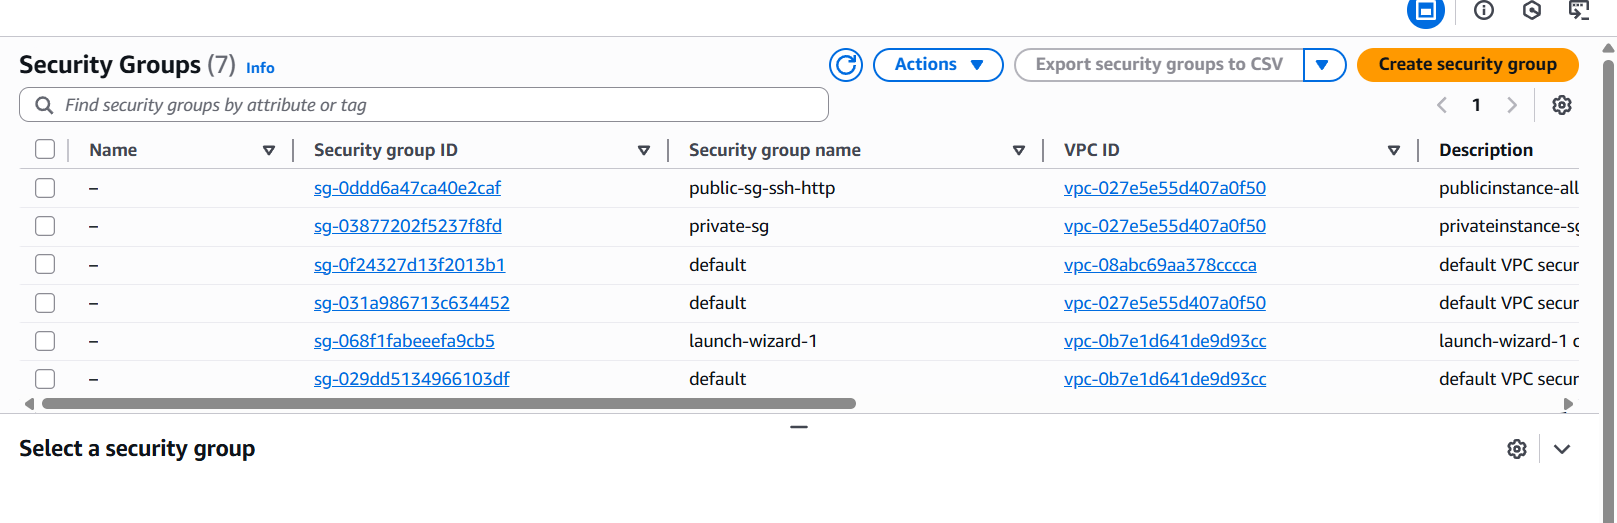 Security Groups (7) Info
Actions
Export security groups to CSV
Create security group
Find security groups by attribute or tag
1
Name Security group ID Security group name VPC ID Description
– sg-0ddd6a47ca40e2caf public-sg-ssh-http vpc-027e5e55d407a0f50 publicinstance-all
– sg-03877202f5237f8fd private-sg vpc-027e5e55d407a0f50 privateinstance-sg
– sg-0f24327d13f2013b1 default vpc-08abc69aa378cccca default VPC secur
– sg-031a986713c634452 default vpc-027e5e55d407a0f50 default VPC secur
– sg-068f1fabeeefa9cb5 launch-wizard-1 vpc-0b7e1d641de9d93cc launch-wizard-1 c
– sg-029dd5134966103df default vpc-0b7e1d641de9d93cc default VPC secur
Select a security group